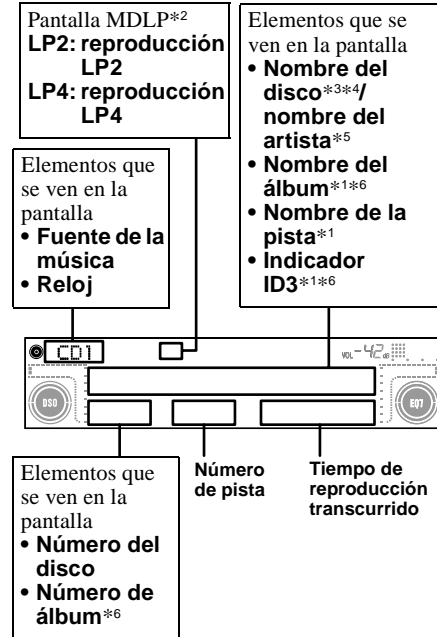 Pantalla MDLP*2
LP2: reproducción
LP2
LP4: reproducción
LP4
Elementos que se
ven en la pantalla
• Nombre del
disco*3*4/
nombre del
artista*5
• Nombre del
álbum*1*6
• Nombre de la
pista*1
• Indicador
ID3*1*6
Elementos que
se ven en la
pantalla
• Fuente de la
música
• Reloj
CD1
VOL -42 dB
DSO
EQ7
Elementos que
se ven en la
pantalla
• Número del
disco
• Número de
álbum*6
Número
de pista
Tiempo de
reproducción
transcurrido